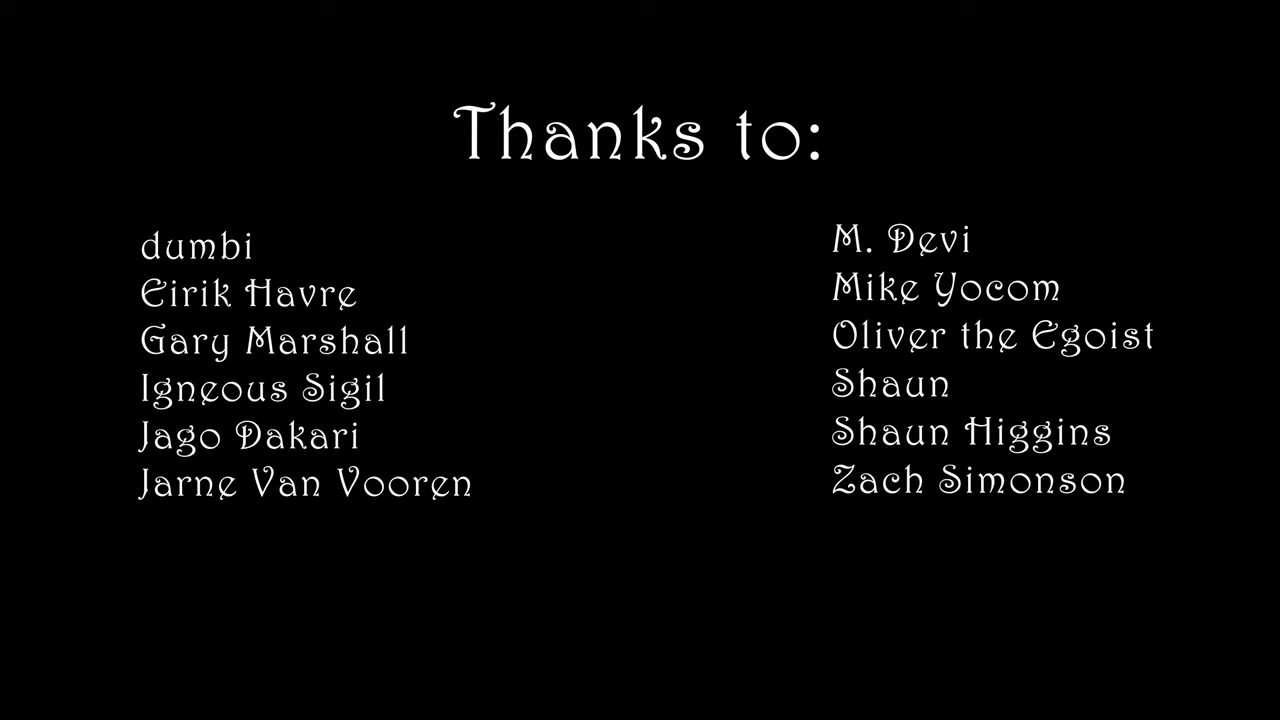 Thanks to:
dumbi
Eirik Havre
Gary Marshall
Igneous Sigil
Jago Dakari
Jarne Van Vooren
M. Devi
Mike Yocom
Oliver the Egoist
Shaun
Shaun Higgins
Zach Simonson